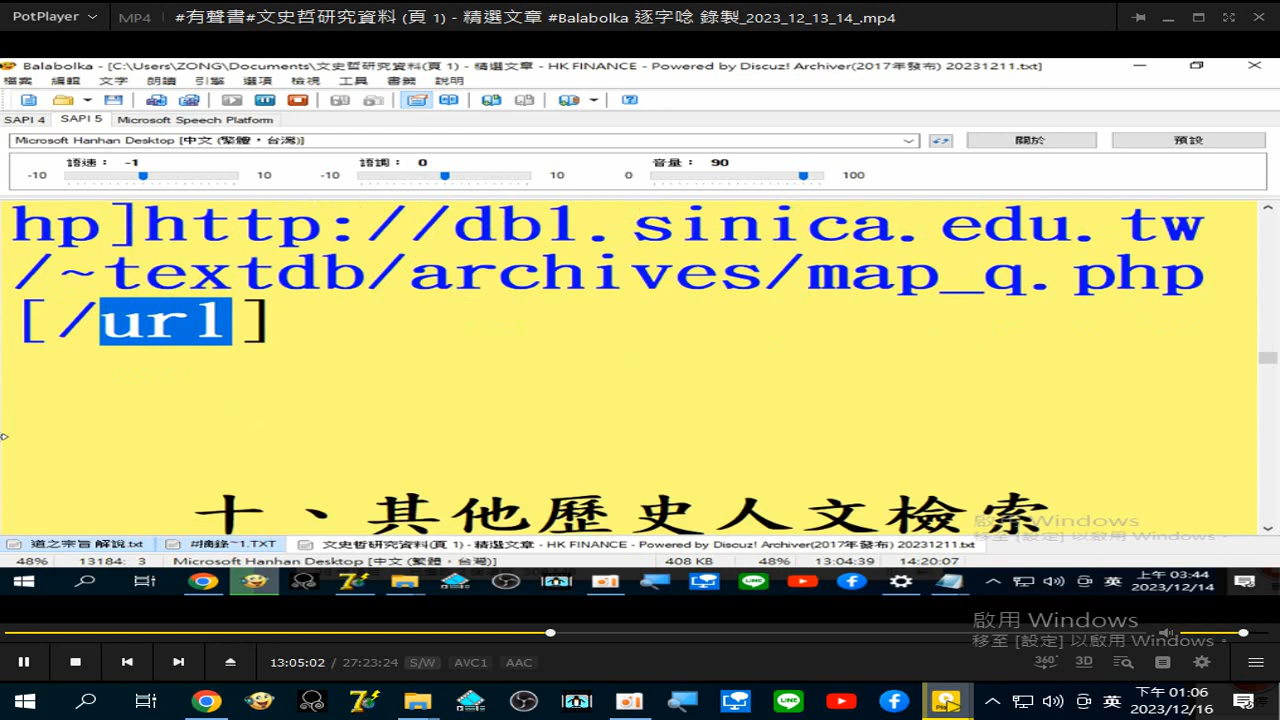 PotPlayer MP4 #有聲書#文史哲研究資料 (頁 1) - 精選文章 #Balabolka 逐字唸 錄製_2023_12_13_14_.mp4
Balabolka - [C:\Users\ZONG\Documents\文史哲研究資料(頁 1) - 精選文章 - HK FINANCE - Powered by Discuz! Archiver(2017年發布) 20231211.txt]
檔案 編輯 文字 朗讀 引擎 選項 檢視 工具 書籤 說明
SAPI 4 SAPI 5 Microsoft Speech Platform
Microsoft Hanhan Desktop [中文 (繁體，台灣)] 關於 預設
語速： -1 語調： 0 音量： 90
-10 10 -10 10 0 100
hp]http://db1.sinica.edu.tw
/~textdb/archives/map_q.php
[/url]
十、其他歷史人文檢索
啟用 Windows
移至 [設定] 以啟用 Windows。
道之宗旨 解說.txt #摘錄~1.TXT 文史哲研究資料(頁 1) - 精選文章 - HK FINANCE - Powered by Discuz! Archiver(2017年發布) 20231211.txt
48% 13184: 3 Microsoft Hanhan Desktop [中文 (繁體，台灣)] 408 KB 48% 13:04:39 14:20:07
英 上午 03:44
2023/12/14
啟用 Windows
移至 [設定] 以啟用 Windows。
13:05:02 / 27:23:24 S/W AVC1 AAC 360° 3D
英 下午 01:06
2023/12/16